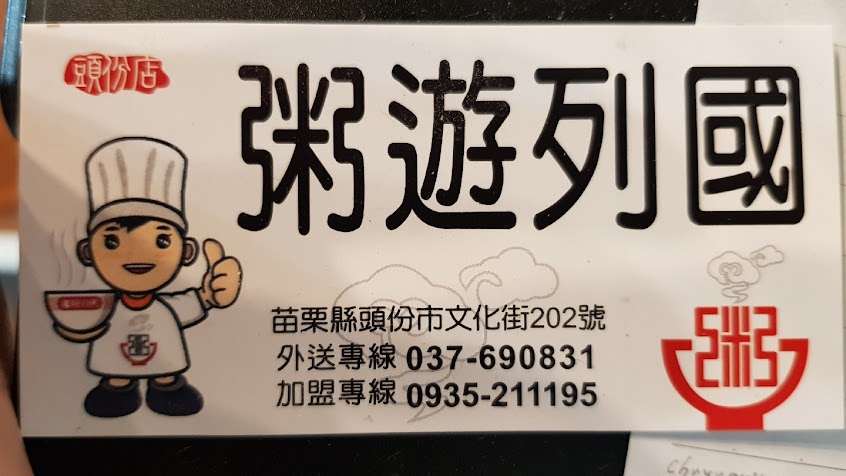 頭份店
粥遊列國
苗栗縣頭份市文化街202號
外送專線 037-690831
加盟專線 0935-211195
粥